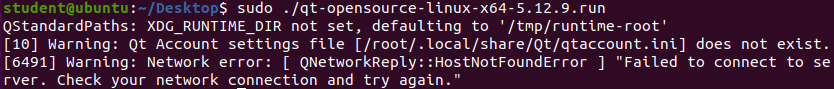 student@ubuntu:~/Desktop$ sudo ./qt-opensource-linux-x64-5.12.9.run
QStandardPaths: XDG_RUNTIME_DIR not set, defaulting to '/tmp/runtime-root'
[10] Warning: Qt Account settings file [/root/.local/share/Qt/qtaccount.ini] does not exist.
[6491] Warning: Network error: [ QNetworkReply::HostNotFoundError ] "Failed to connect to se
rver. Check your network connection and try again."